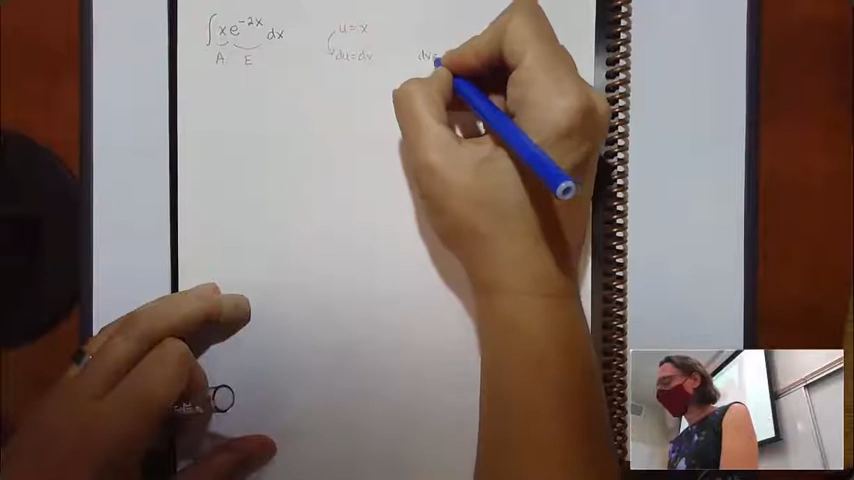 ∫xe⁻²ˣ dx u=x
A E du=dx dv=